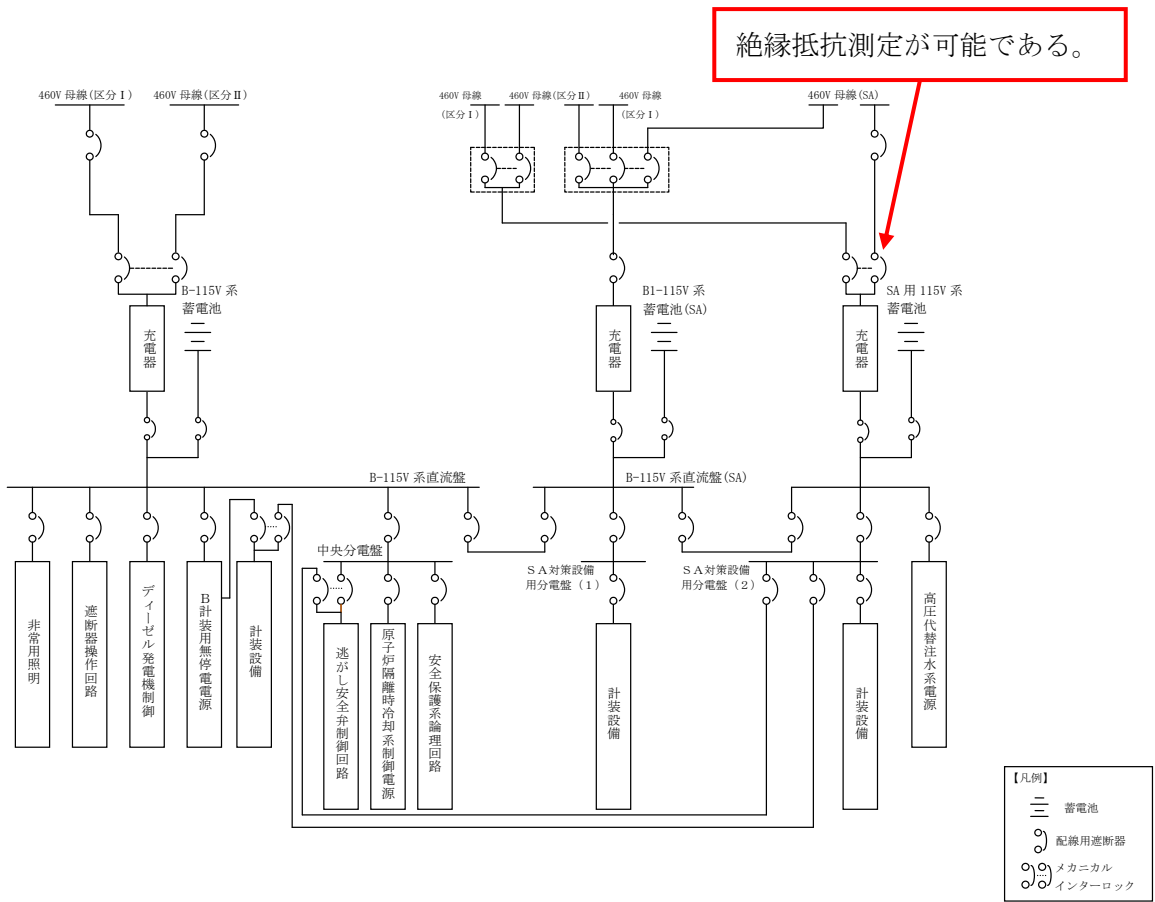 絶縁抵抗測定が可能である。
460V 母線(区分Ⅰ)
460V 母線(区分Ⅱ)
460V 母線
(区分Ⅰ)
460V 母線(区分Ⅱ)
460V 母線
(区分Ⅰ)
460V 母線(SA)
B-115V 系
蓄電池
充電器
B1-115V 系
蓄電池(SA)
充電器
SA 用 115V 系
蓄電池
充電器
B-115V 系直流盤
B-115V 系直流盤(SA)
中央分電盤
SA対策設備
用分電盤(1)
SA対策設備
用分電盤(2)
非常用照明
遮断器操作回路
ディーゼル発電機制御
B計装用無停電電源
計装設備
逃がし安全弁制御回路
原子炉隔離時冷却系制御電源
安全保護系論理回路
計装設備
計装設備
高圧代替注水系電源
【凡例】
蓄電池
配線用遮断器
メカニカル
インターロック